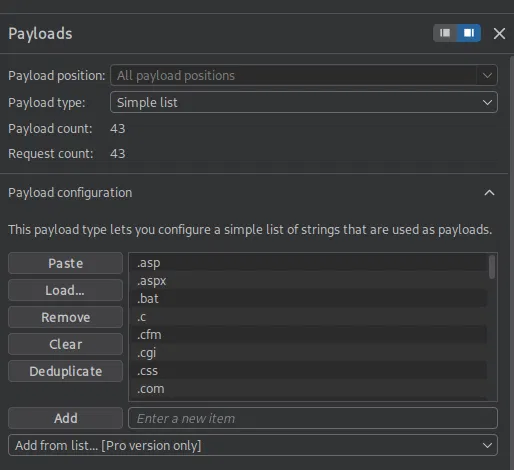 Payloads
Payload position: All payload positions
Payload type: Simple list
Payload count: 43
Request count: 43
Payload configuration
This payload type lets you configure a simple list of strings that are used as payloads.
Paste
Load...
Remove
Clear
Deduplicate
.asp
.aspx
.bat
.c
.cfm
.cgi
.css
.com
Add
Enter a new item
Add from list... [Pro version only]